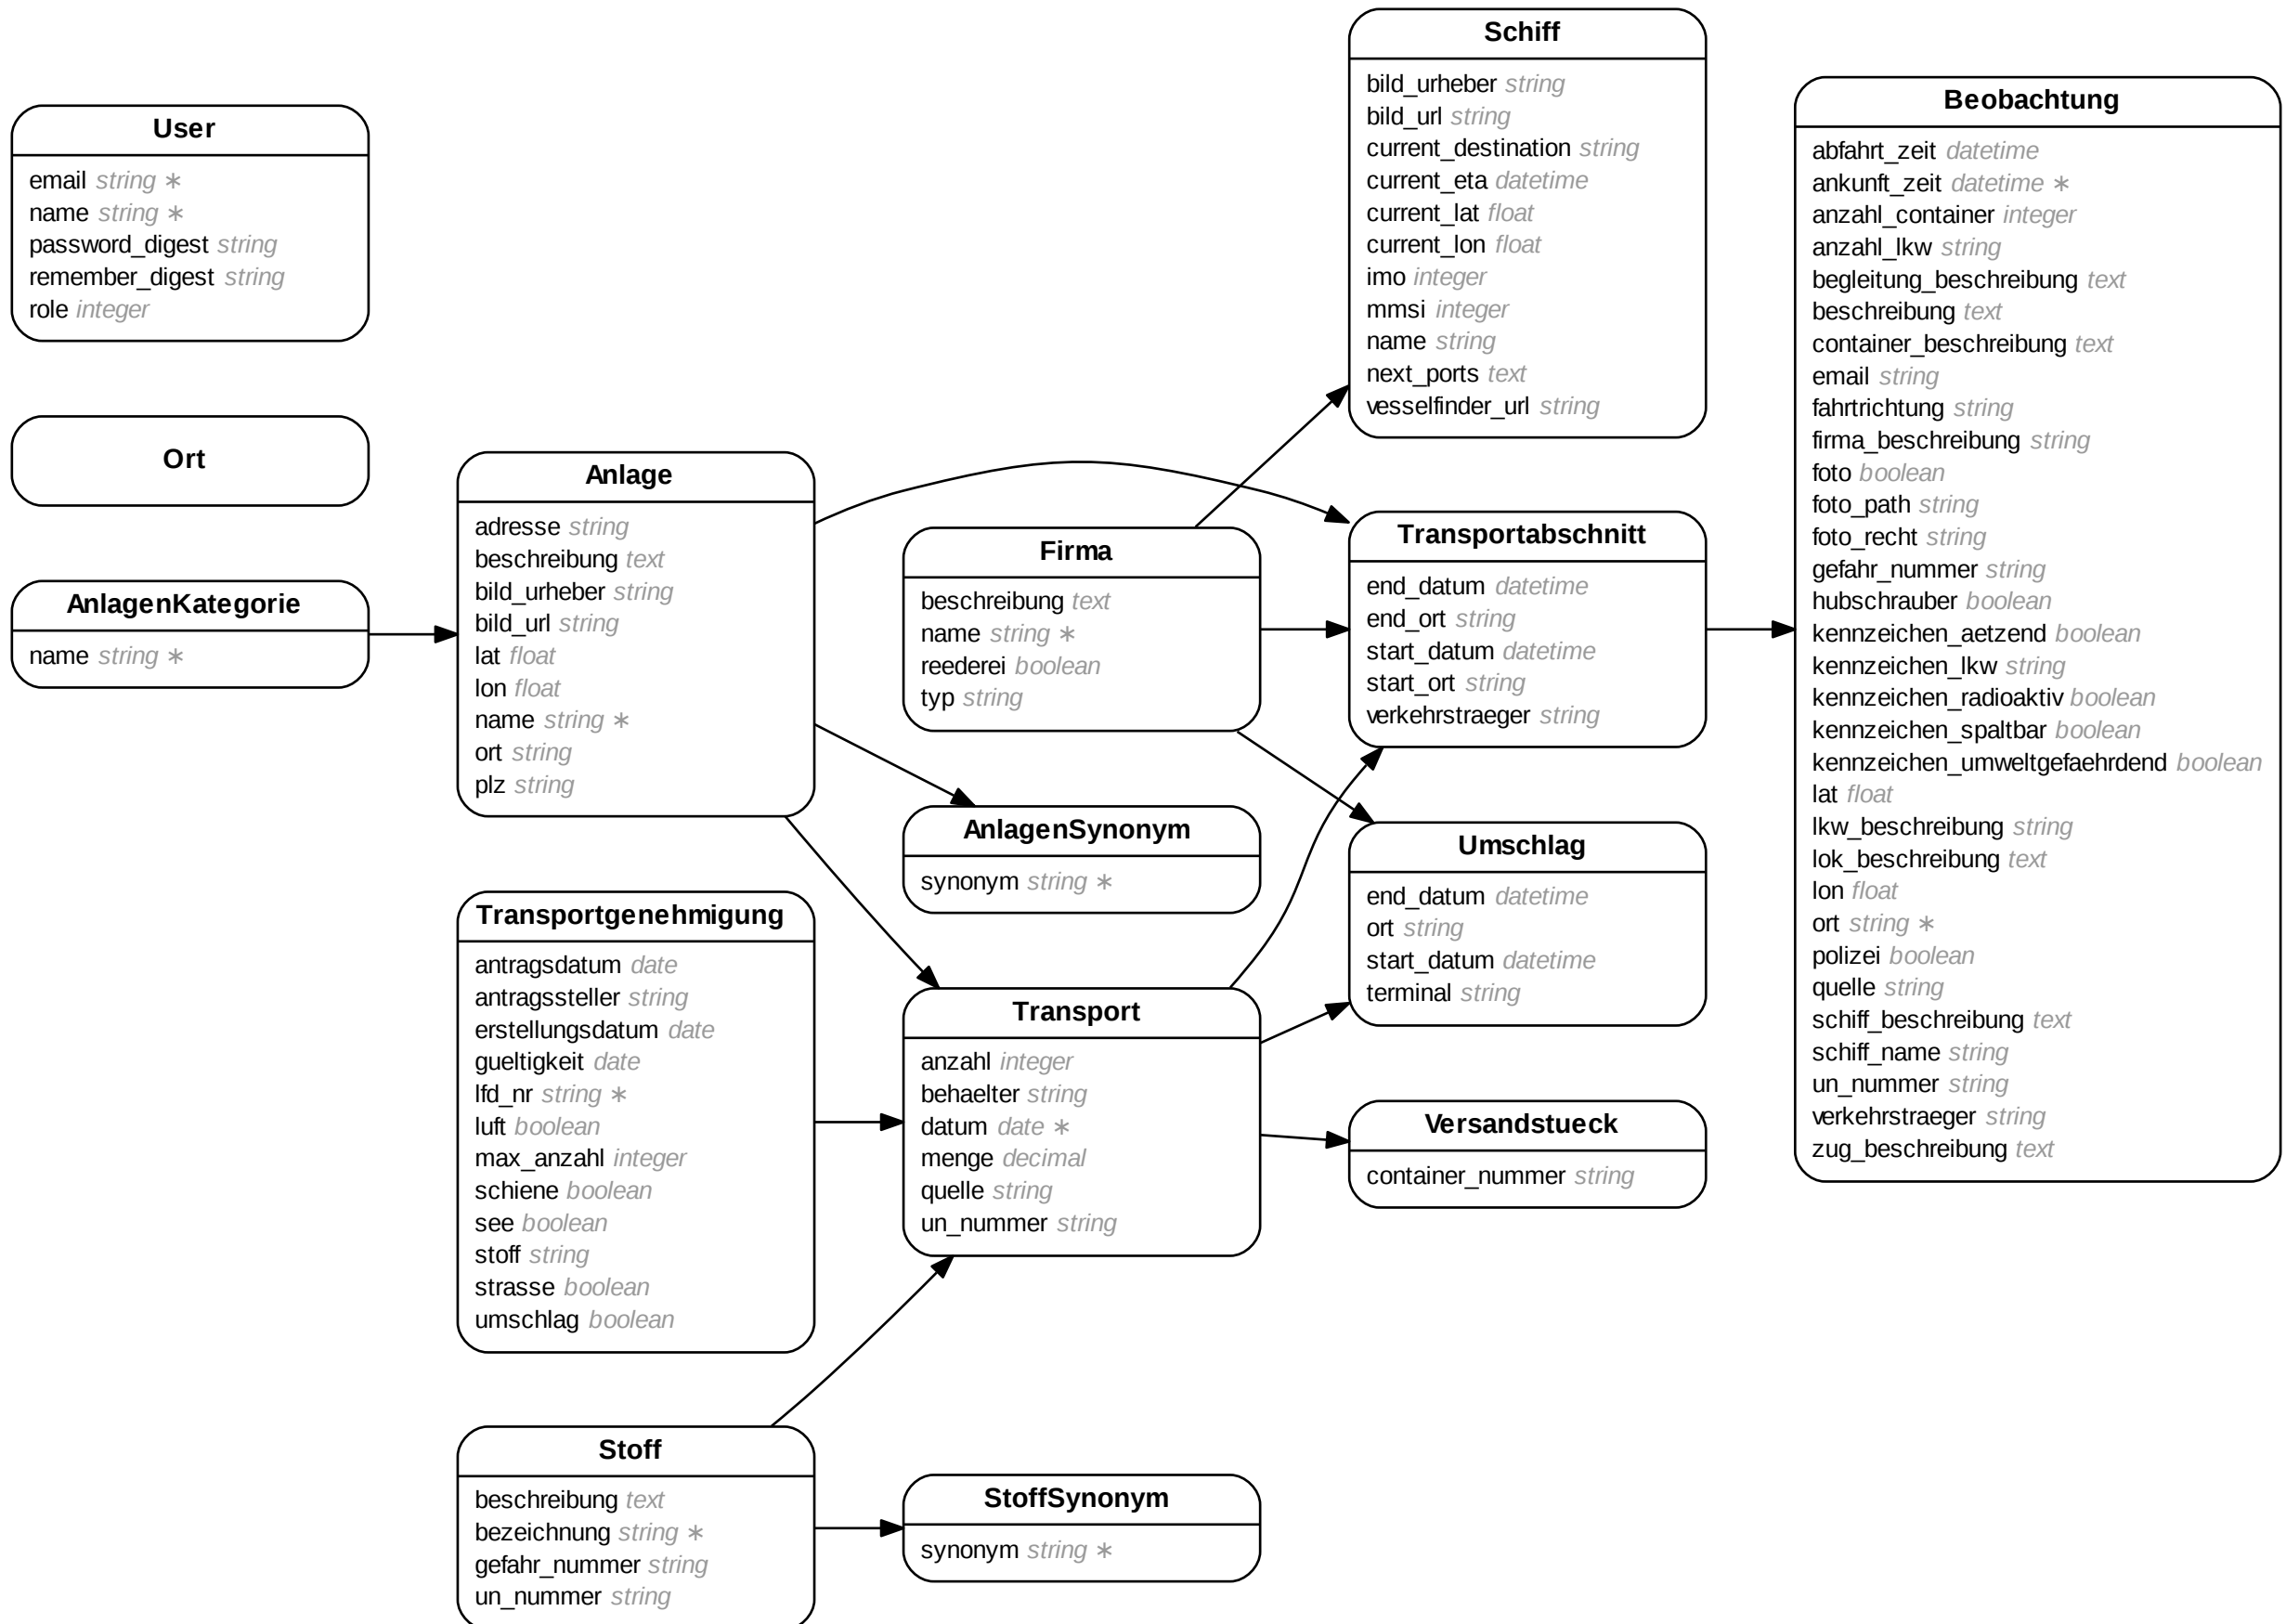 User
email string ∗
name string ∗
password_digest string
remember_digest string
role integer
Ort
AnlagenKategorie
name string ∗
Anlage
adresse string
beschreibung text
bild_urheber string
bild_url string
lat float
lon float
name string ∗
ort string
plz string
Transportgenehmigung
antragsdatum date
antragssteller string
erstellungsdatum date
gueltigkeit date
lfd_nr string ∗
luft boolean
max_anzahl integer
schiene boolean
see boolean
stoff string
strasse boolean
umschlag boolean
Stoff
beschreibung text
bezeichnung string ∗
gefahr_nummer string
un_nummer string
Firma
beschreibung text
name string ∗
reederei boolean
typ string
AnlagenSynonym
synonym string ∗
Transport
anzahl integer
behaelter string
datum date ∗
menge decimal
quelle string
un_nummer string
StoffSynonym
synonym string ∗
Schiff
bild_urheber string
bild_url string
current_destination string
current_eta datetime
current_lat float
current_lon float
imo integer
mmsi integer
name string
next_ports text
vesselfinder_url string
Transportabschnitt
end_datum datetime
end_ort string
start_datum datetime
start_ort string
verkehrstraeger string
Umschlag
end_datum datetime
ort string
start_datum datetime
terminal string
Versandstueck
container_nummer string
Beobachtung
abfahrt_zeit datetime
ankunft_zeit datetime ∗
anzahl_container integer
anzahl_lkw string
begleitung_beschreibung text
beschreibung text
container_beschreibung text
email string
fahrtrichtung string
firma_beschreibung string
foto boolean
foto_path string
foto_recht string
gefahr_nummer string
hubschrauber boolean
kennzeichen_aetzend boolean
kennzeichen_lkw string
kennzeichen_radioaktiv boolean
kennzeichen_spaltbar boolean
kennzeichen_umweltgefaehrdend boolean
lat float
lkw_beschreibung string
lok_beschreibung text
lon float
ort string ∗
polizei boolean
quelle string
schiff_beschreibung text
schiff_name string
un_nummer string
verkehrstraeger string
zug_beschreibung text